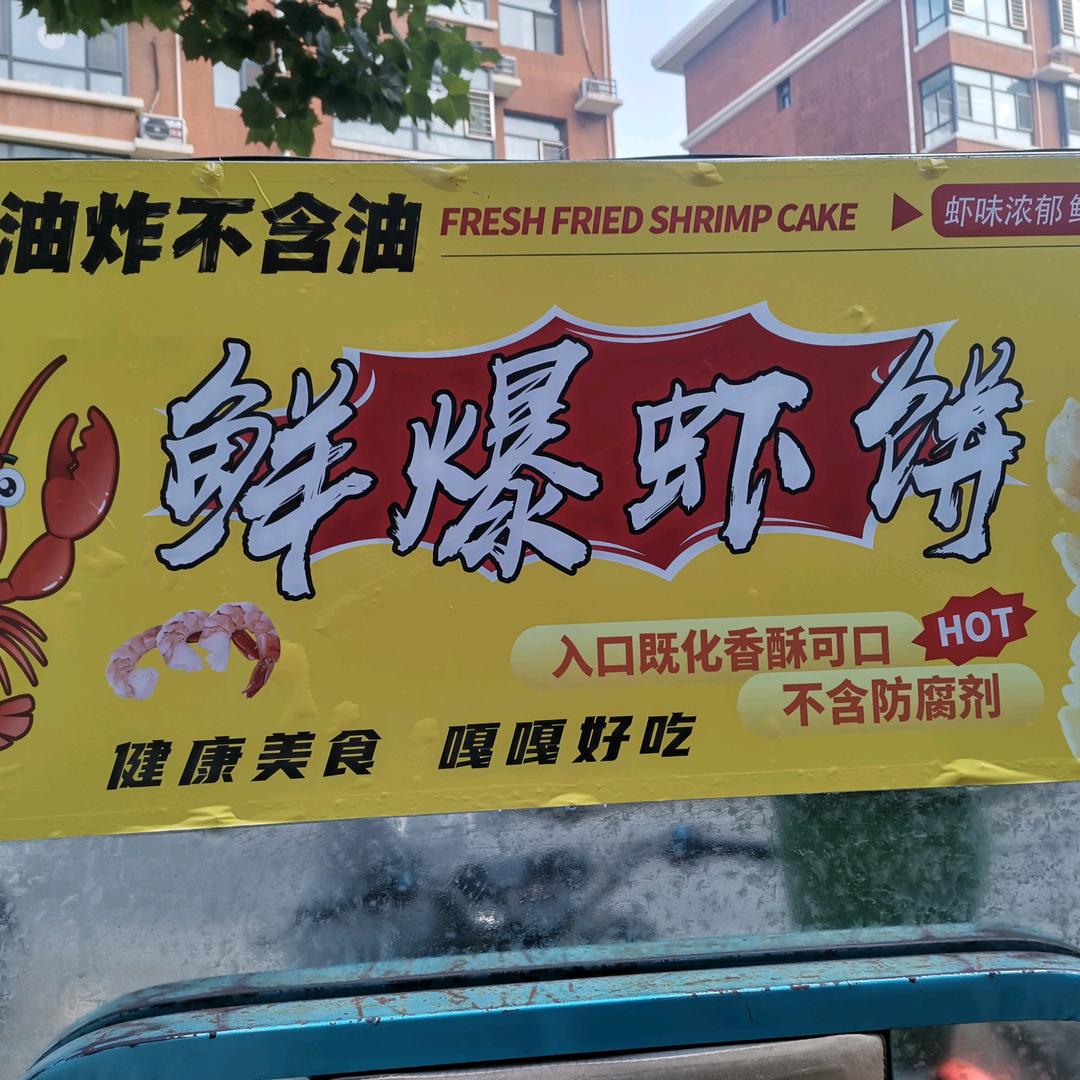 油炸不含油
FRESH FRIED SHRIMP CAKE
虾味浓郁
鲜爆虾饼
入口既化香酥可口
HOT
不含防腐剂
健康美食 嘎嘎好吃